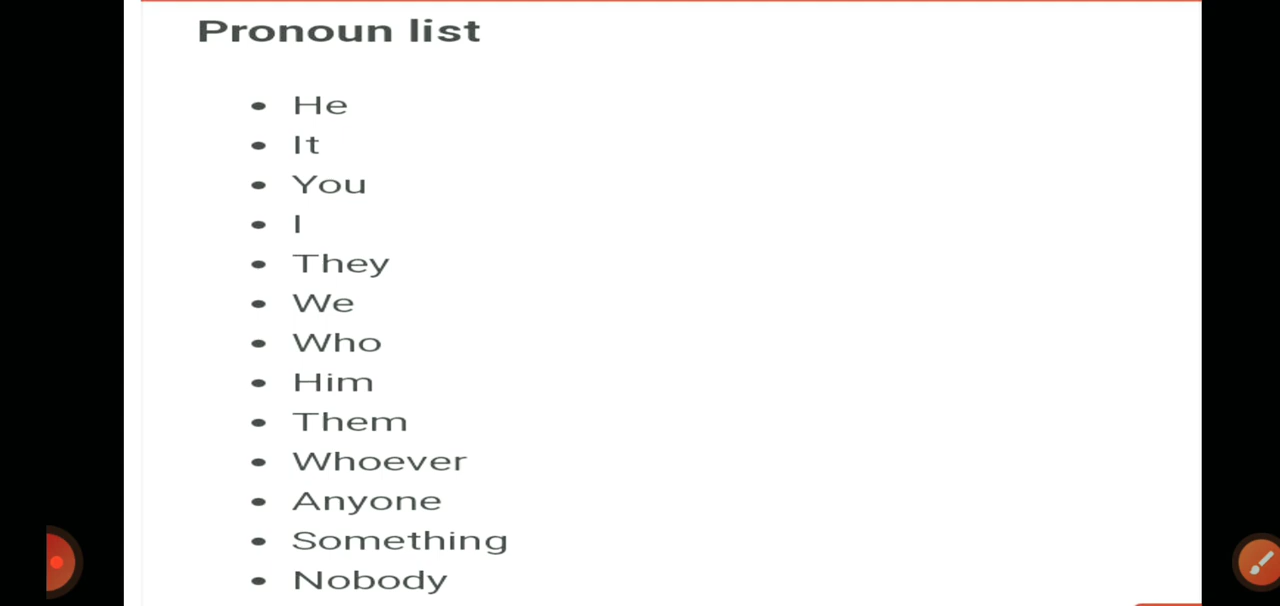 Pronoun list
He
It
You
I
They
We
Who
Him
Them
Whoever
Anyone
Something
Nobody